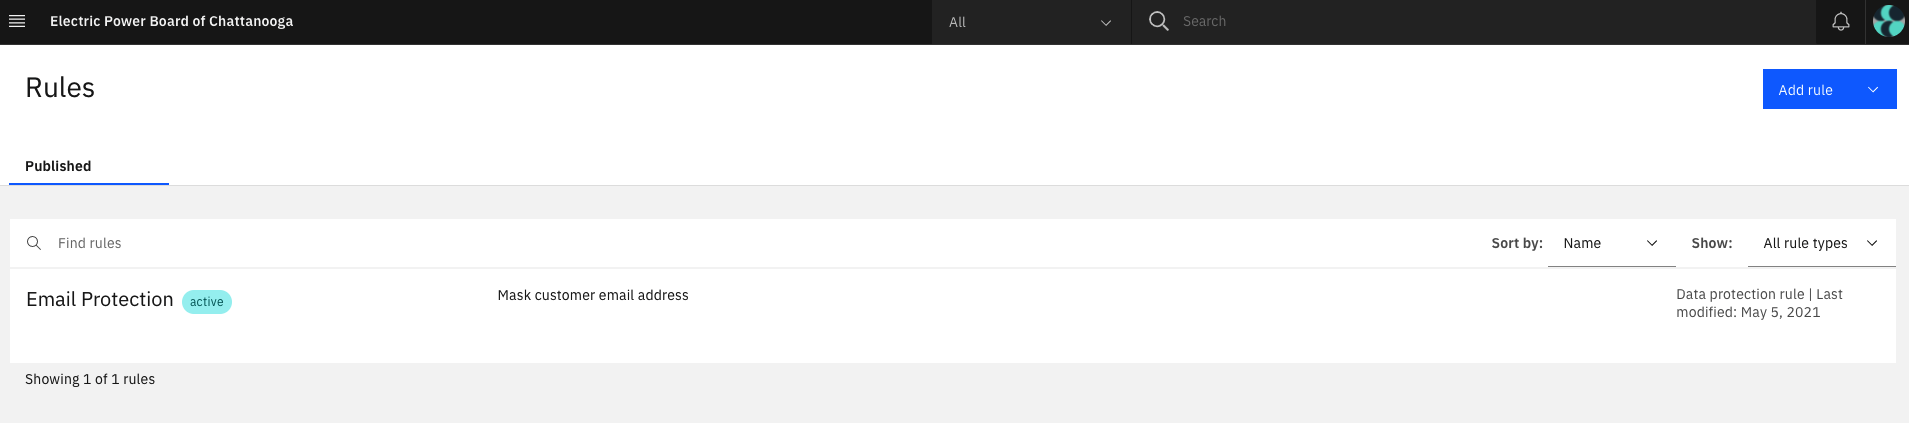 Electric Power Board of Chattanooga
All
Search
Rules
Add rule
Published
Find rules
Sort by:
Name
Show:
All rule types
Email Protection
active
Mask customer email address
Data protection rule | Last
modified: May 5, 2021
Showing 1 of 1 rules